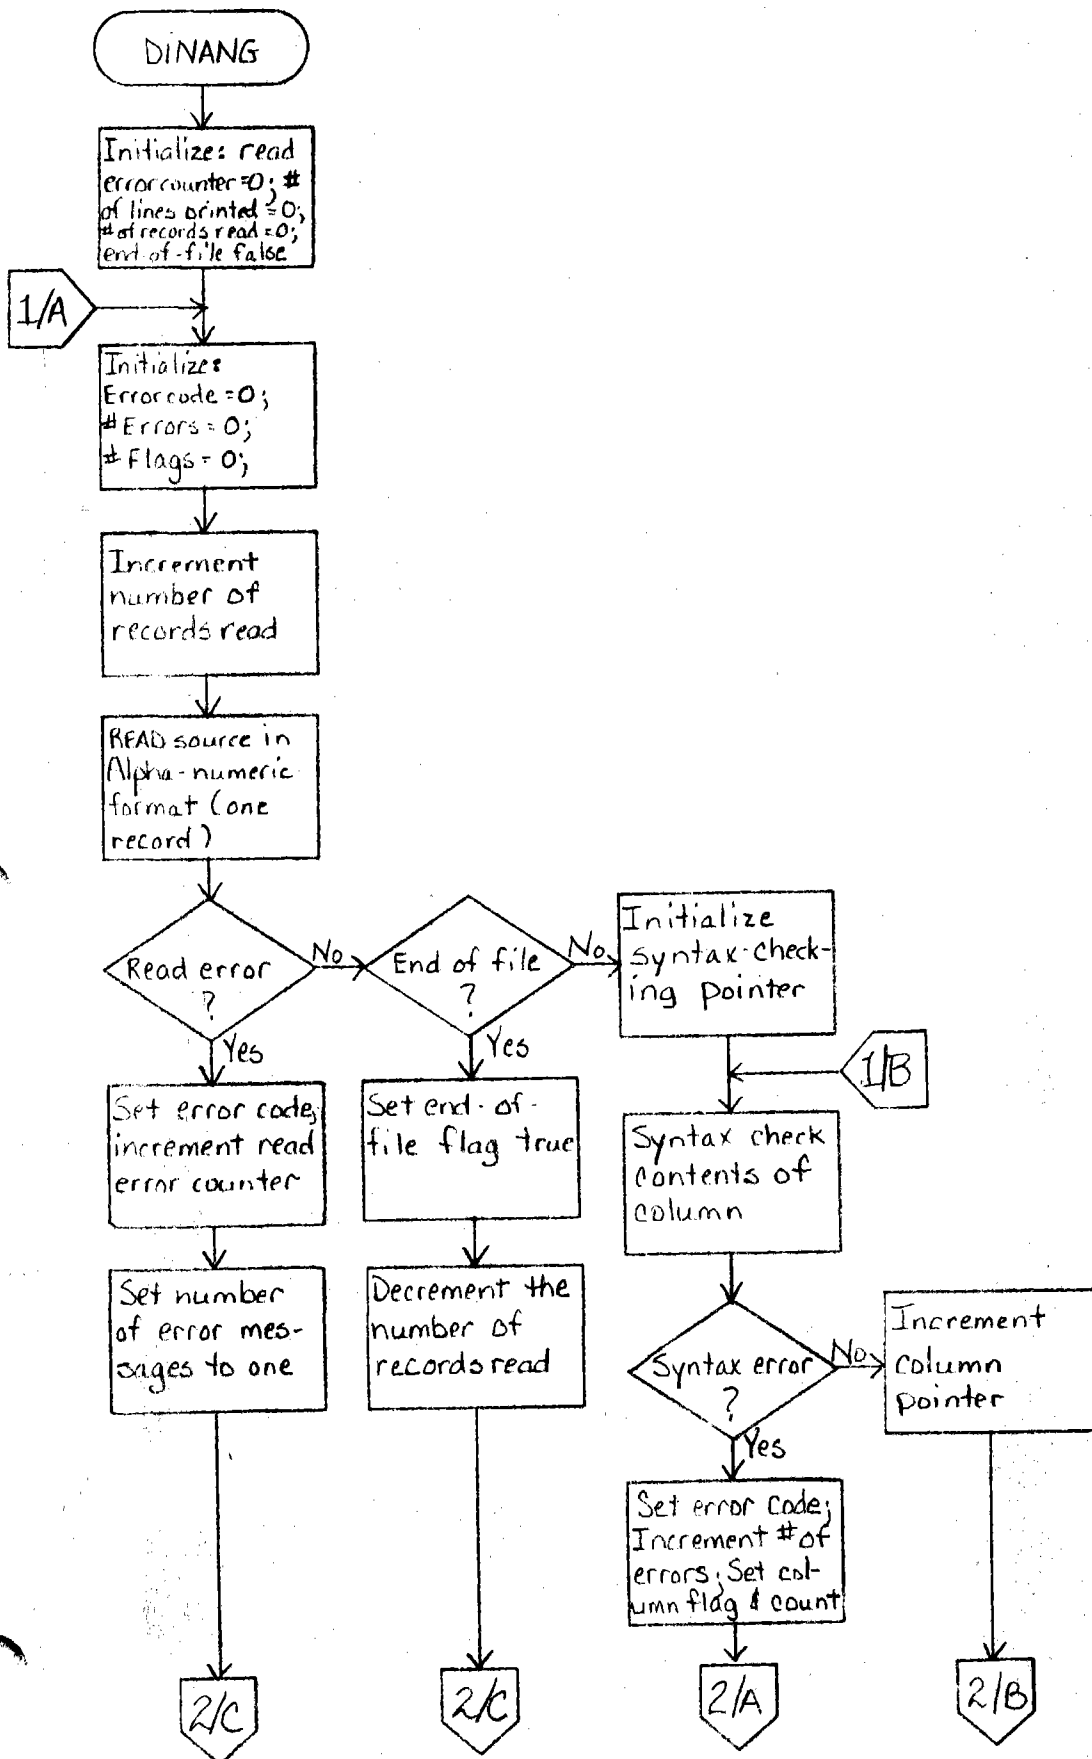 DINANG
Initialize: read
error counter=0; #
of lines printed =0;
# of records read =0;
end-of-file false
1/A
Initialize:
Error code =0;
#Errors = 0;
#Flags = 0;
Increment
number of
records read
READ source in
Alpha-numeric
format (one
record)
Read error
?
No
Yes
End of file
?
No
Yes
Initialize
syntax-check-
ing pointer
1/B
Set error code;
increment read
error counter
Set end-of-
file flag true
Syntax check
contents of
column
Set number
of error mes-
sages to one
Decrement the
number of
records read
Syntax error
?
No
Yes
Increment
column
pointer
Set error code;
Increment # of
errors; Set col-
umn flag & count
2/C
2/C
2/A
2/B